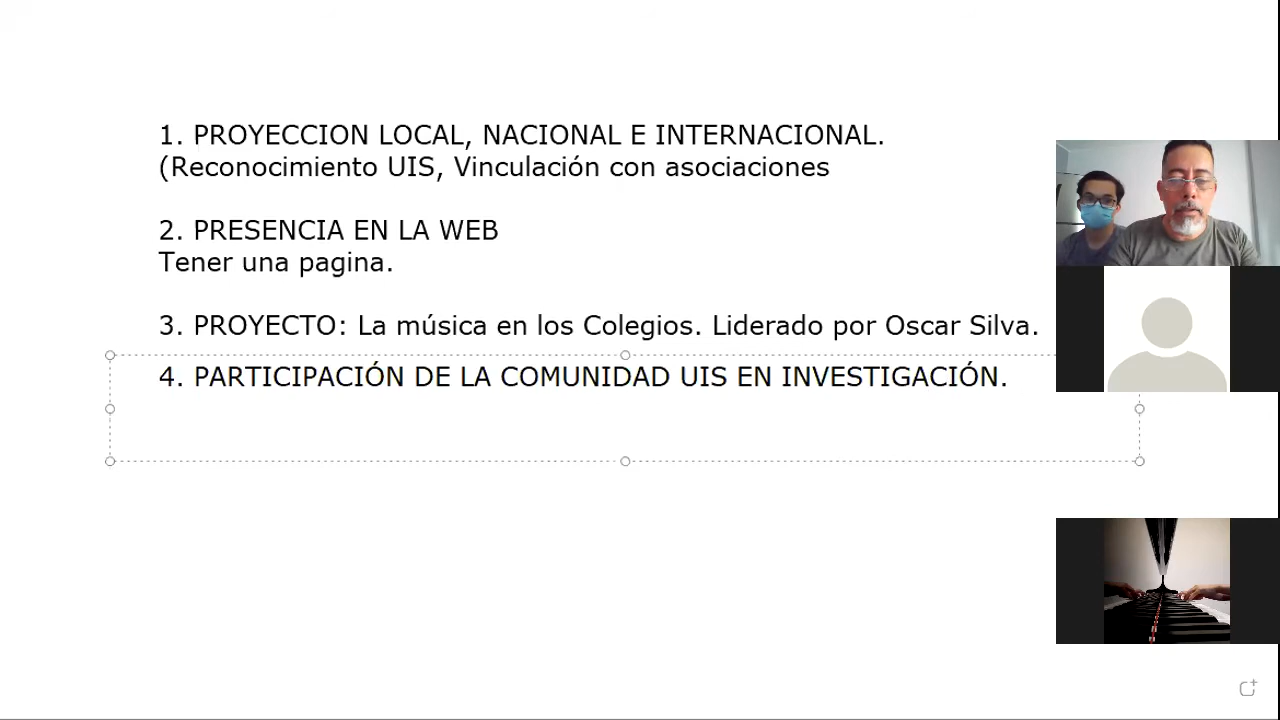 1. PROYECCION LOCAL, NACIONAL E INTERNACIONAL.
(Reconocimiento UIS, Vinculación con asociaciones
2. PRESENCIA EN LA WEB
Tener una pagina.
3. PROYECTO: La música en los Colegios. Liderado por Oscar Silva.
4. PARTICIPACIÓN DE LA COMUNIDAD UIS EN INVESTIGACIÓN.